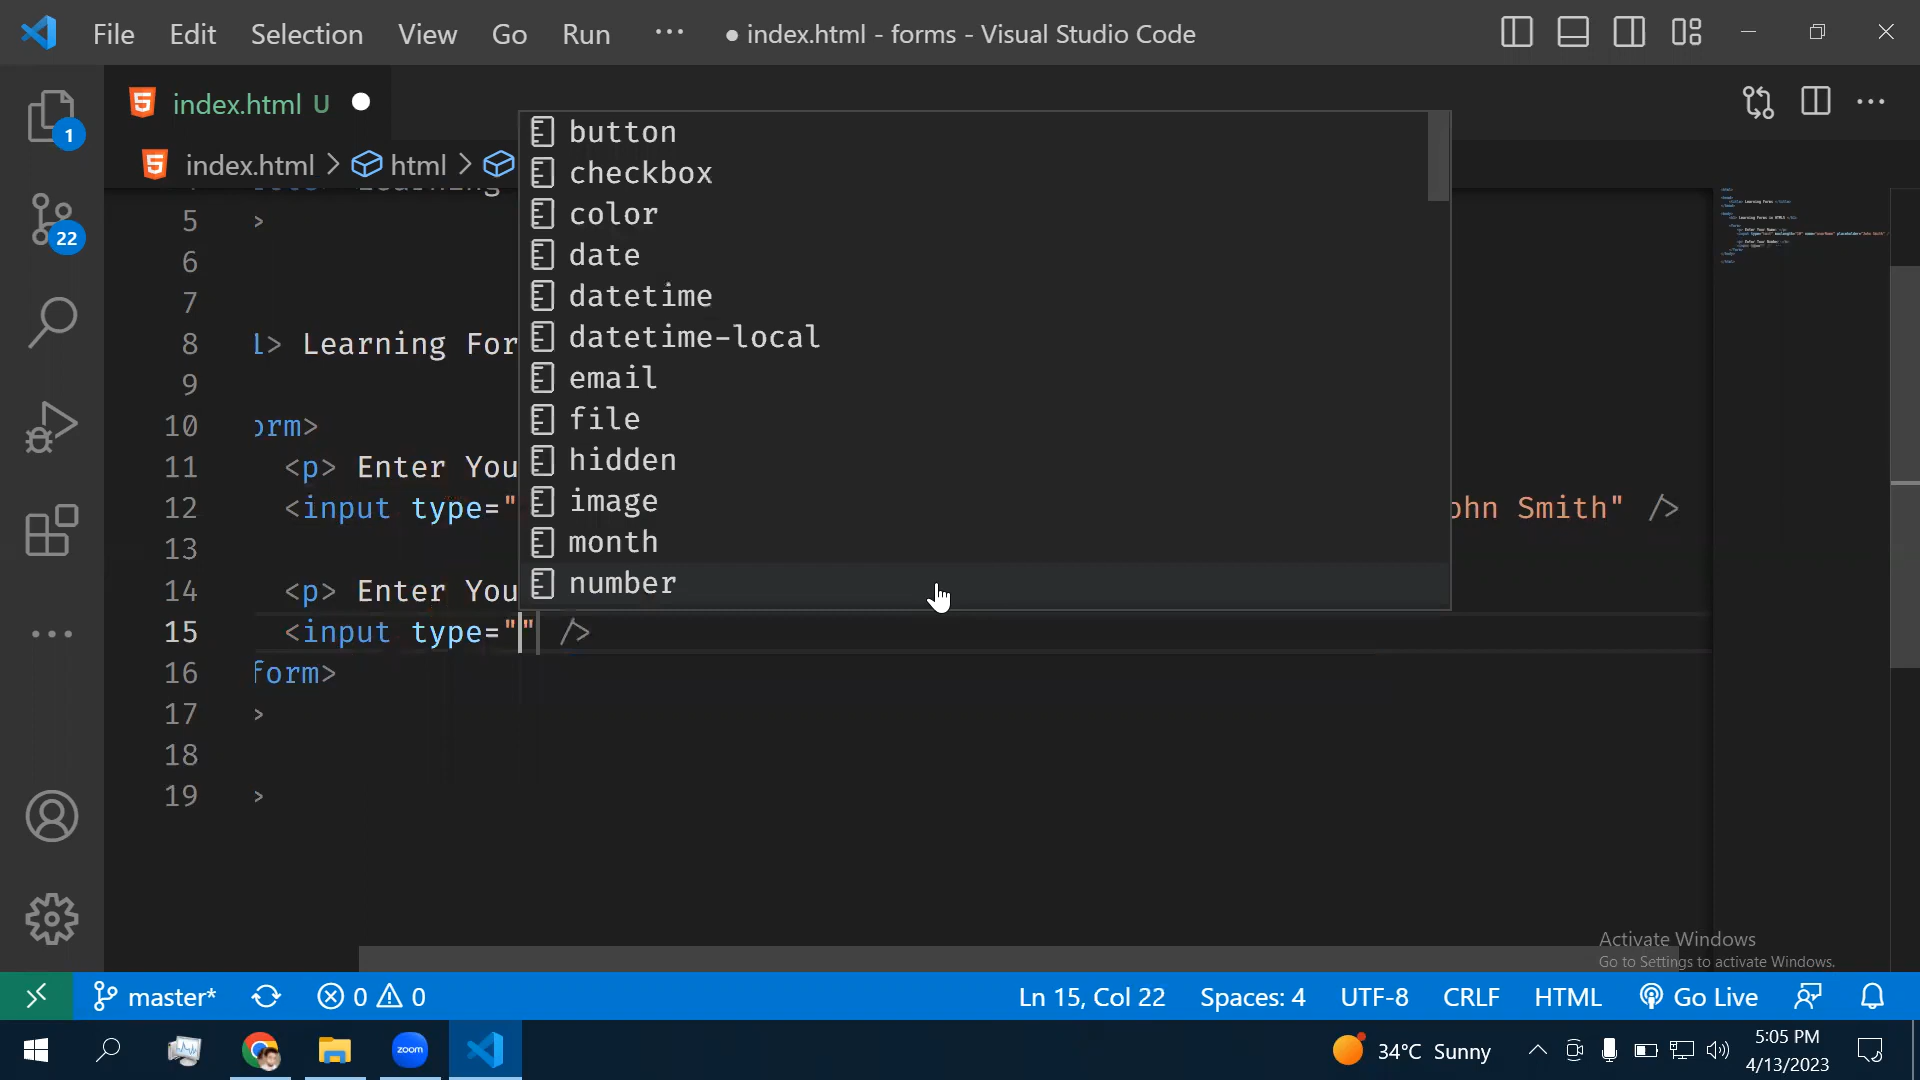 File Edit Selection View Go Run ··· ● index.html - forms - Visual Studio Code
index.html U
index.html > html >
5 >
6
7
8 1> Learning For
9
10 orm>
11 <p> Enter You
12 <input type=" ohn Smith" />
13
14 <p> Enter You
15 <input type="" />
16 form>
17 >
18
19 >
button
checkbox
color
date
datetime
datetime-local
email
file
hidden
image
month
number
1
22
Activate Windows
Go to Settings to activate Windows.
master* 0 0 Ln 15, Col 22 Spaces: 4 UTF-8 CRLF HTML Go Live
zoom
34°C Sunny
5:05 PM
4/13/2023